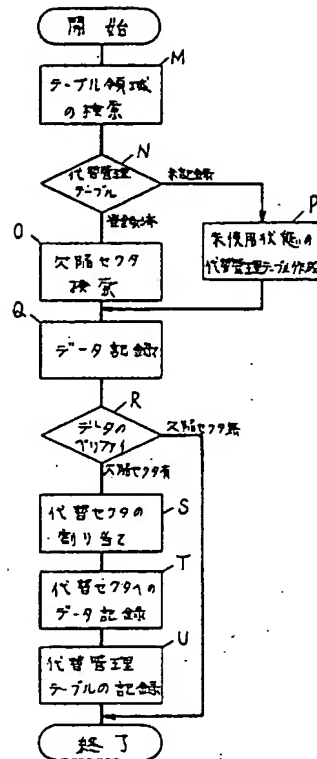 開始
M
テーブル領域
の検索
N
代替管理
テーブル
未記録
登録済み
O
欠陥セクタ
検索
P
未使用状態の
代替管理テーブル作成
Q
データ記録
R
データの
ベリファイ
欠陥セクタ無
欠陥セクタ有
S
代替セクタの
割り当て
T
代替セクタへの
データ記録
U
代替管理
テーブルの記録
終了